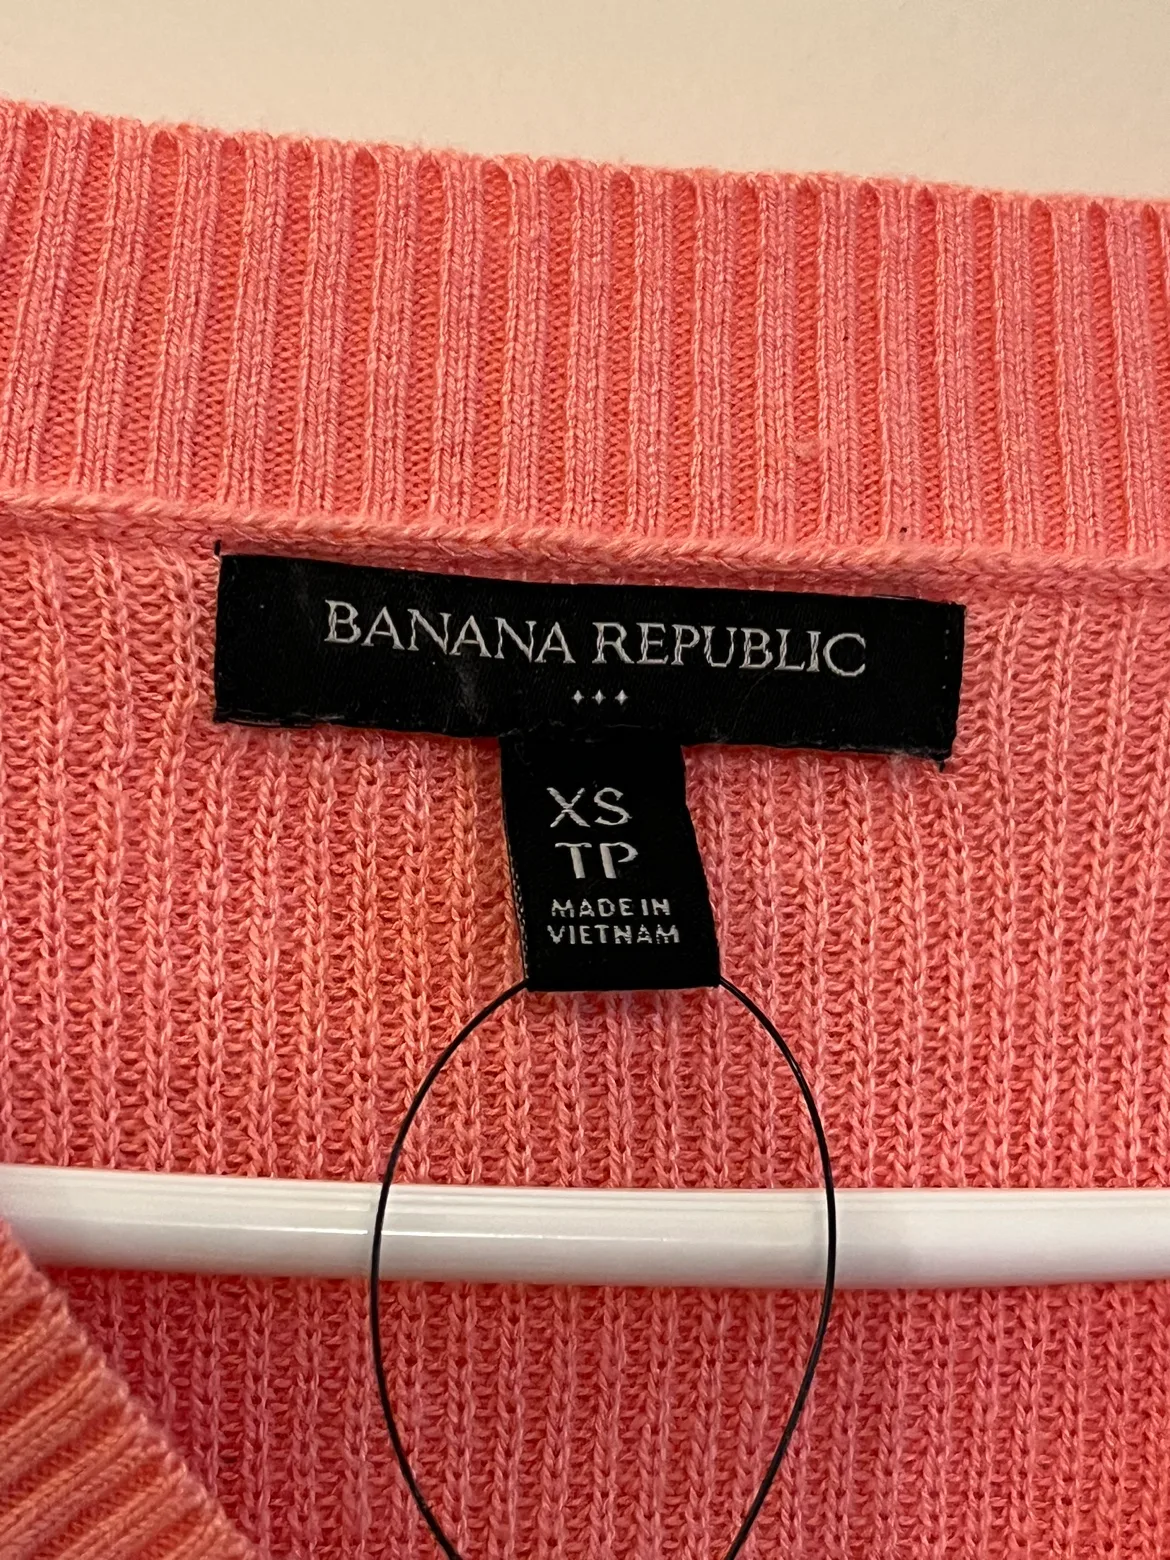 BANANA REPUBLIC
XS
TP
MADE IN
VIETNAM